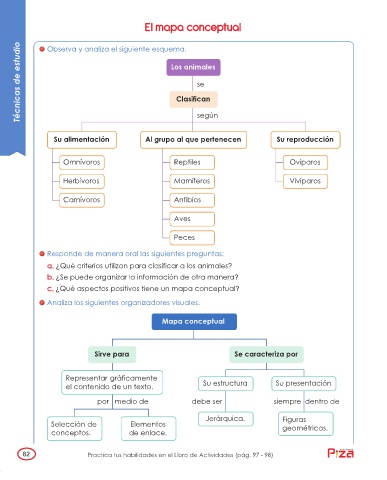 El mapa conceptual
Técnicas de estudio
Observa y analiza el siguiente esquema.
Los animales
se
Clasifican
según
Su alimentación
Al grupo al que pertenecen
Su reproducción
Omnívoros
Reptiles
Ovíparos
Herbívoros
Mamíferos
Vivíparos
Carnívoros
Anfibios
Aves
Peces
Responde de manera oral las siguientes preguntas:
a. ¿Qué criterios utilizan para clasificar a los animales?
b. ¿Se puede organizar la información de otra manera?
c. ¿Qué aspectos positivos tiene un mapa conceptual?
Analiza los siguientes organizadores visuales.
Mapa conceptual
Sirve para
Se caracteriza por
Representar gráficamente
el contenido de un texto.
Su estructura
Su presentación
por medio de
debe ser
siempre dentro de
Selección de
conceptos.
Elementos
de enlace.
Jerárquica.
Figuras
geométricas.
82
Practica tus habilidades en el Libro de Actividades (pág. 97 - 98)
Piza